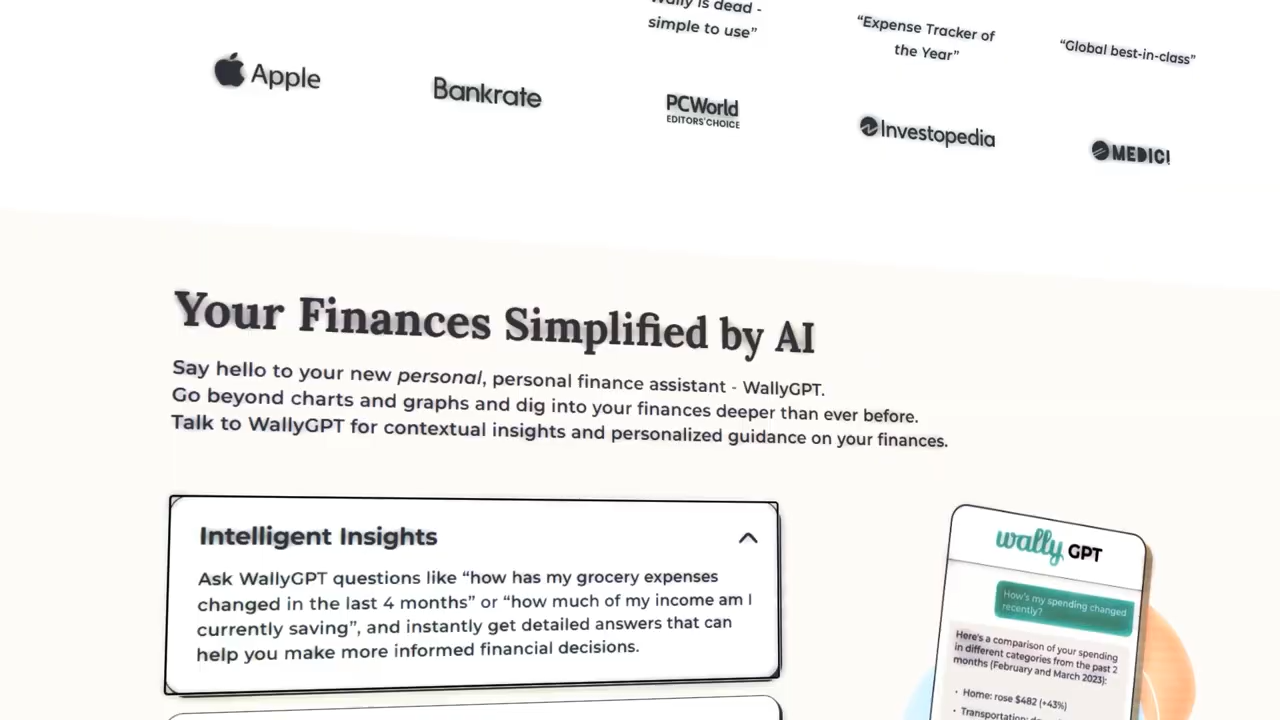 Wally is dead -
simple to use”
“Expense Tracker of
the Year”
“Global best-in-class”
Apple
Bankrate
PCWorld
EDITORS' CHOICE
Investopedia
MEDICI
Your Finances Simplified by AI
Say hello to your new personal, personal finance assistant - WallyGPT.
Go beyond charts and graphs and dig into your finances deeper than ever before.
Talk to WallyGPT for contextual insights and personalized guidance on your finances.
Intelligent Insights
Ask WallyGPT questions like “how has my grocery expenses
changed in the last 4 months” or “how much of my income am I
currently saving”, and instantly get detailed answers that can
help you make more informed financial decisions.
wally GPT
How's my spending changed
recently?
Here's a comparison of your spending
in different categories from the past 2
months (February and March 2023):
• Home: rose $482 (+43%)
• Transportation: